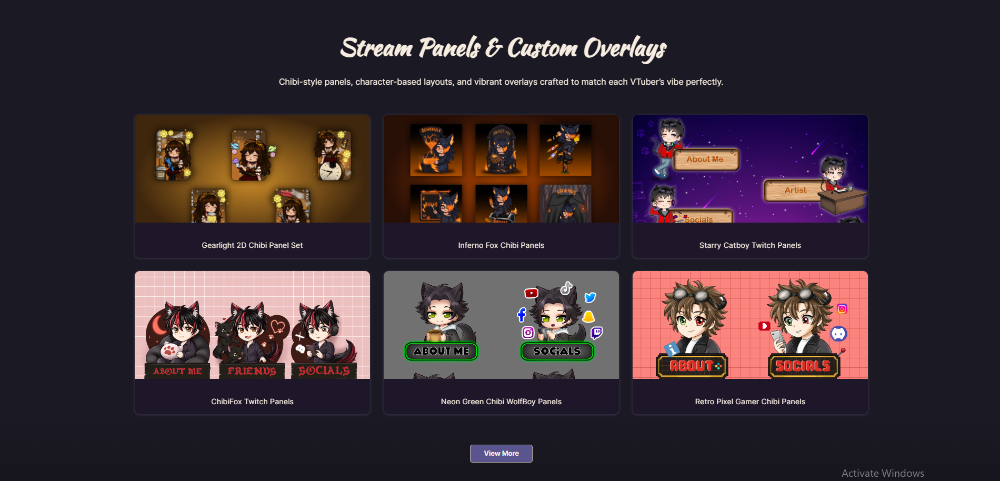 Stream Panels & Custom Overlays
Chibi-style panels, character-based layouts, and vibrant overlays crafted to match each VTuber's vibe perfectly.
SCHEDULE
ABOUT ME
RULES
SUPPORT
FRIENDS
About Me
Artist
Socials
Gearlight 2D Chibi Panel Set
Inferno Fox Chibi Panels
Starry Catboy Twitch Panels
ABOUT ME
FRIENDS
SOCIALS
ABOUT ME
SOCiALS
ABOUT
SOCIALS
ChibiFox Twitch Panels
Neon Green Chibi WolfBoy Panels
Retro Pixel Gamer Chibi Panels
View More
Activate Windows